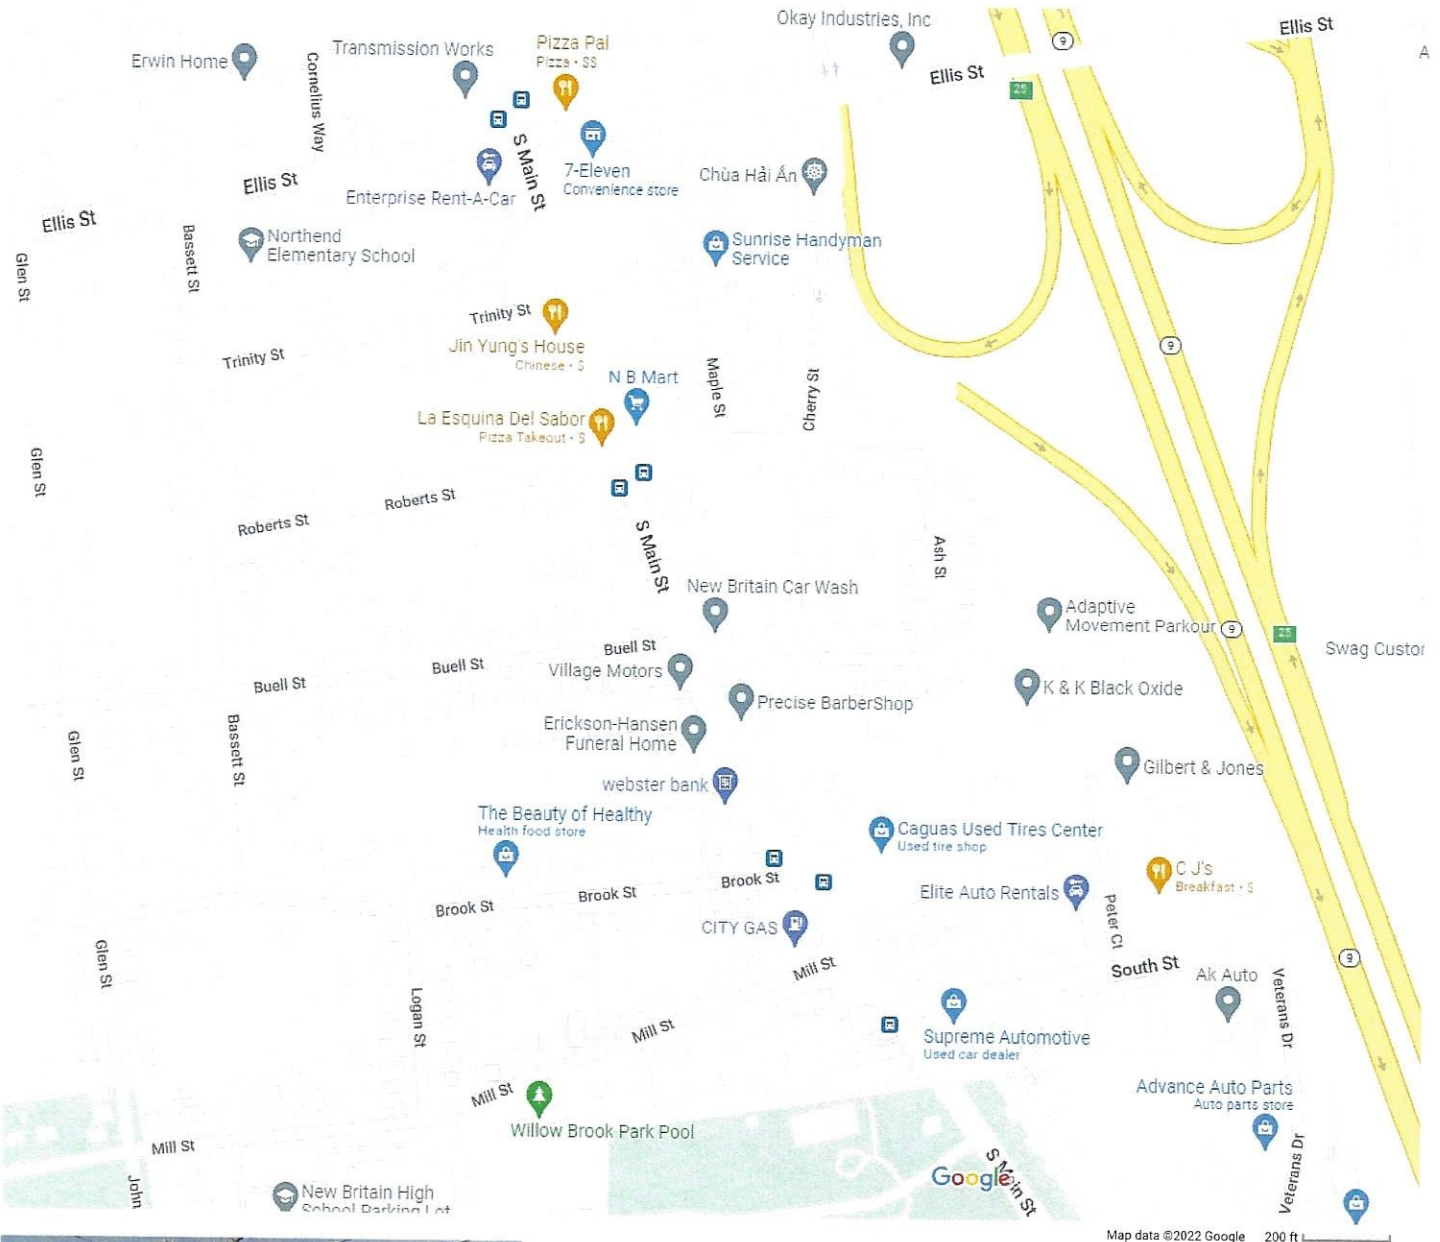 Okay Industries, Inc
Ellis St
9
Pizza Pal
Pizza · $$
Transmission Works
Erwin Home
Cornelius Way
A
Ellis St
25
S Main St
7-Eleven
Convenience store
Chùa Hải Ấn
Enterprise Rent-A-Car
Ellis St
Ellis St
Bassett St
Glen St
Northend
Elementary School
Sunrise Handyman
Service
Trinity St
Jin Yung's House
Chinese · $
Trinity St
9
N B Mart
Maple St
Cherry St
La Esquina Del Sabor
Pizza Takeout · $
Glen St
Roberts St
Roberts St
S Main St
Ash St
New Britain Car Wash
Adaptive
Movement Parkour
9
25
Swag Custor
Buell St
Buell St
Buell St
Village Motors
K & K Black Oxide
Precise BarberShop
Erickson-Hansen
Funeral Home
Bassett St
Glen St
Gilbert & Jones
webster bank
The Beauty of Healthy
Health food store
Caguas Used Tires Center
Used tire shop
C J's
Breakfast · $
Brook St
Brook St
Brook St
Elite Auto Rentals
Peter Ct
CITY GAS
Glen St
Mill St
South St
9
Ak Auto
Veterans Dr
Logan St
Mill St
Supreme Automotive
Used car dealer
Mill St
Advance Auto Parts
Auto parts store
Willow Brook Park Pool
Mill St
John
New Britain High
School Parking Lot
Google
S Main St
Veterans Dr
Map data ©2022 Google
200 ft